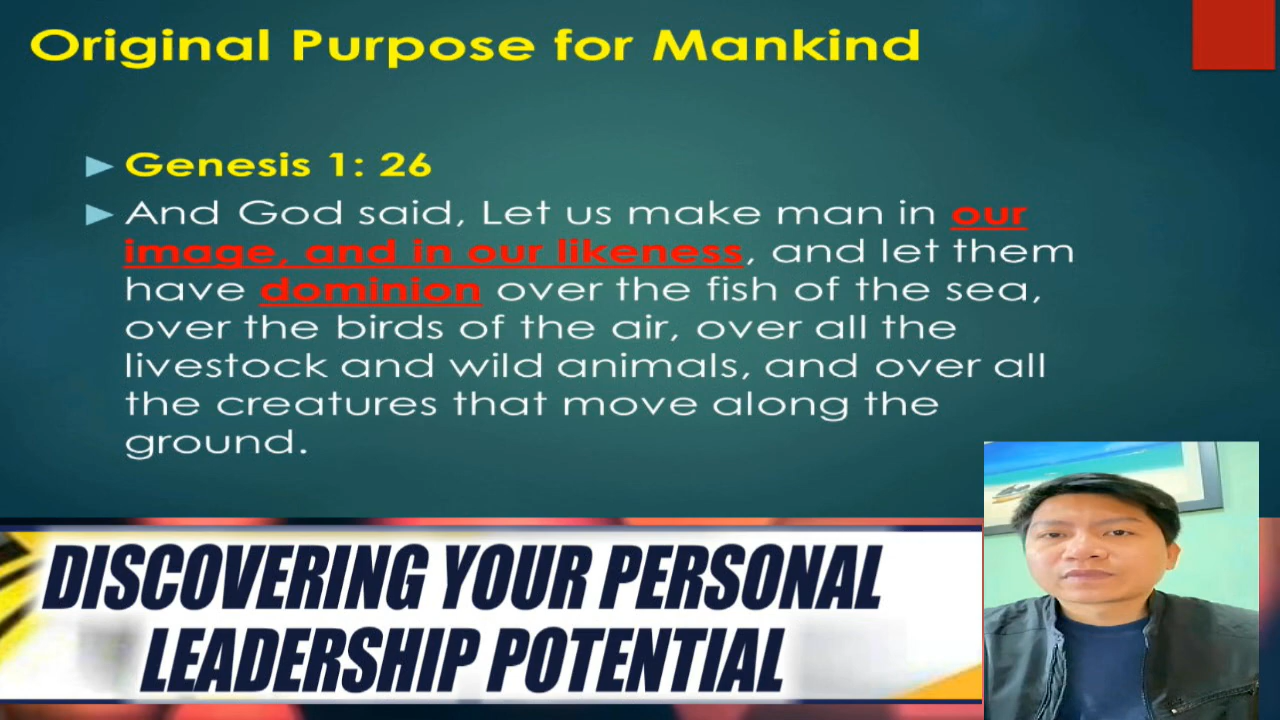 Original Purpose for Mankind
Genesis 1: 26
And God said, Let us make man in our
image, and in our likeness, and let them
have dominion over the fish of the sea,
over the birds of the air, over all the
livestock and wild animals, and over all
the creatures that move along the
ground.
DISCOVERING YOUR PERSONAL
LEADERSHIP POTENTIAL